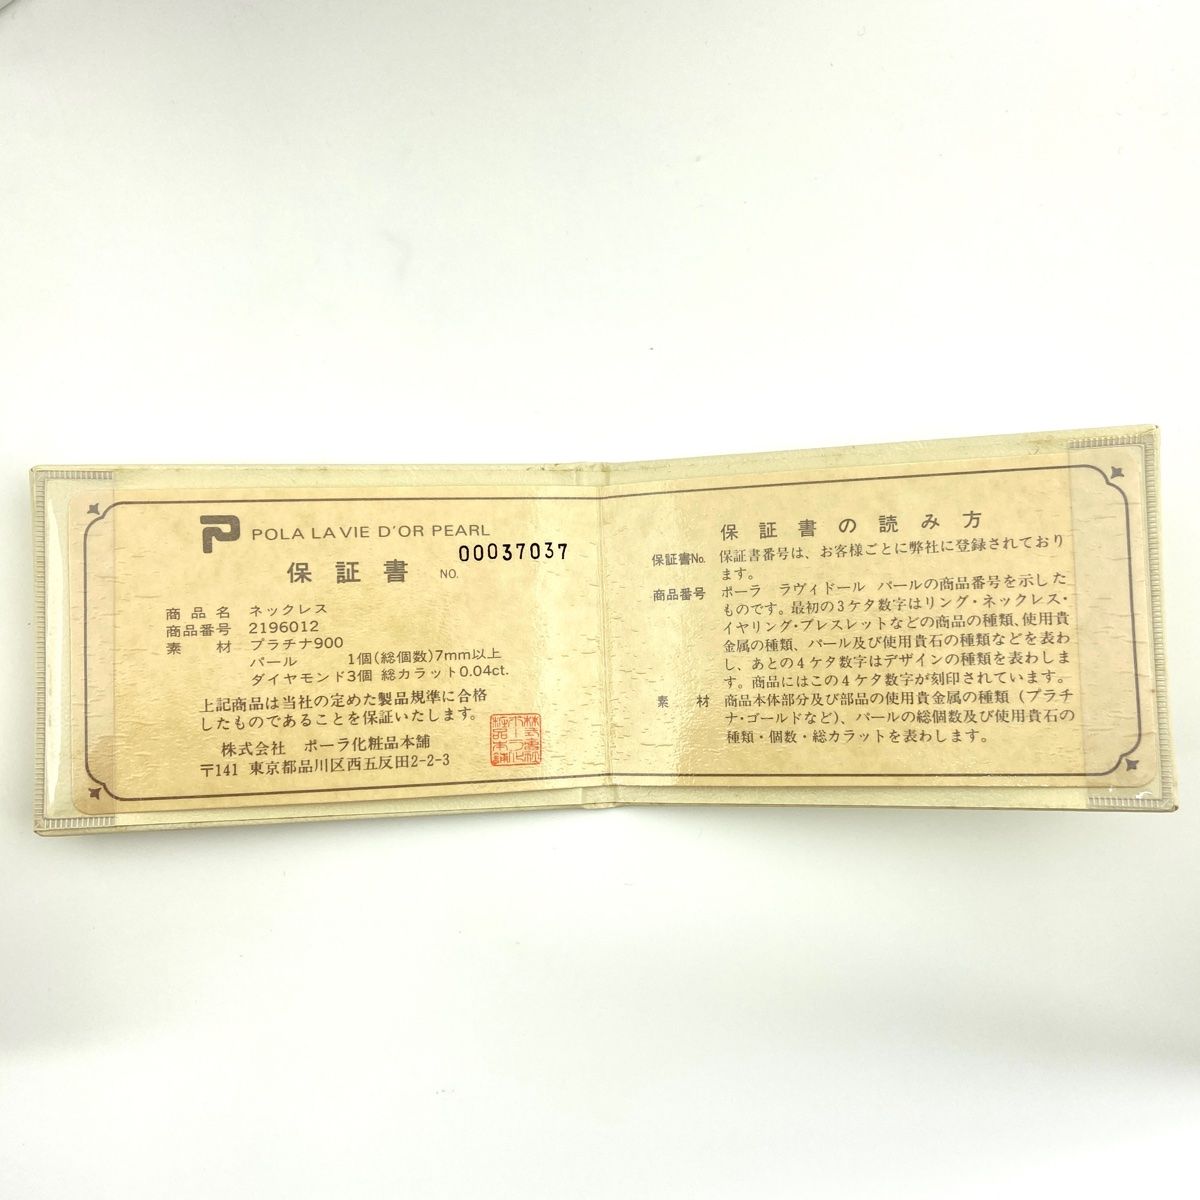 POLA LA VIE D'OR PEARL
00037037
保証書 NO.
商品名 ネックレス
商品番号 2196012
素材 プラチナ900
パール 1個(総個数)7mm以上
ダイヤモンド3個 総カラット0.04ct.
上記商品は当社の定めた製品規準に合格
したものであることを保証いたします。
株式会社 ポーラ化粧品本舗
〒141 東京都品川区西五反田2-2-3
株式会社
ポーラ化
粧品本舗
保証書の読み方
保証書No. 保証書番号は、お客様ごとに弊社に登録されており
ます。
商品番号 ポーラ ラヴィドール パールの商品番号を示した
ものです。最初の3ケタ数字はリング・ネックレス・
イヤリング・ブレスレットなどの商品の種類、使用貴
金属の種類、パール及び使用貴石の種類などを表わ
し、あとの4ケタ数字はデザインの種類を表わしま
す。商品にはこの4ケタ数字が刻印されています。
素材 商品本体部分及び部品の使用貴金属の種類(プラチ
ナ・ゴールドなど)、パールの総個数及び使用貴石の
種類・個数・総カラットを表わします。